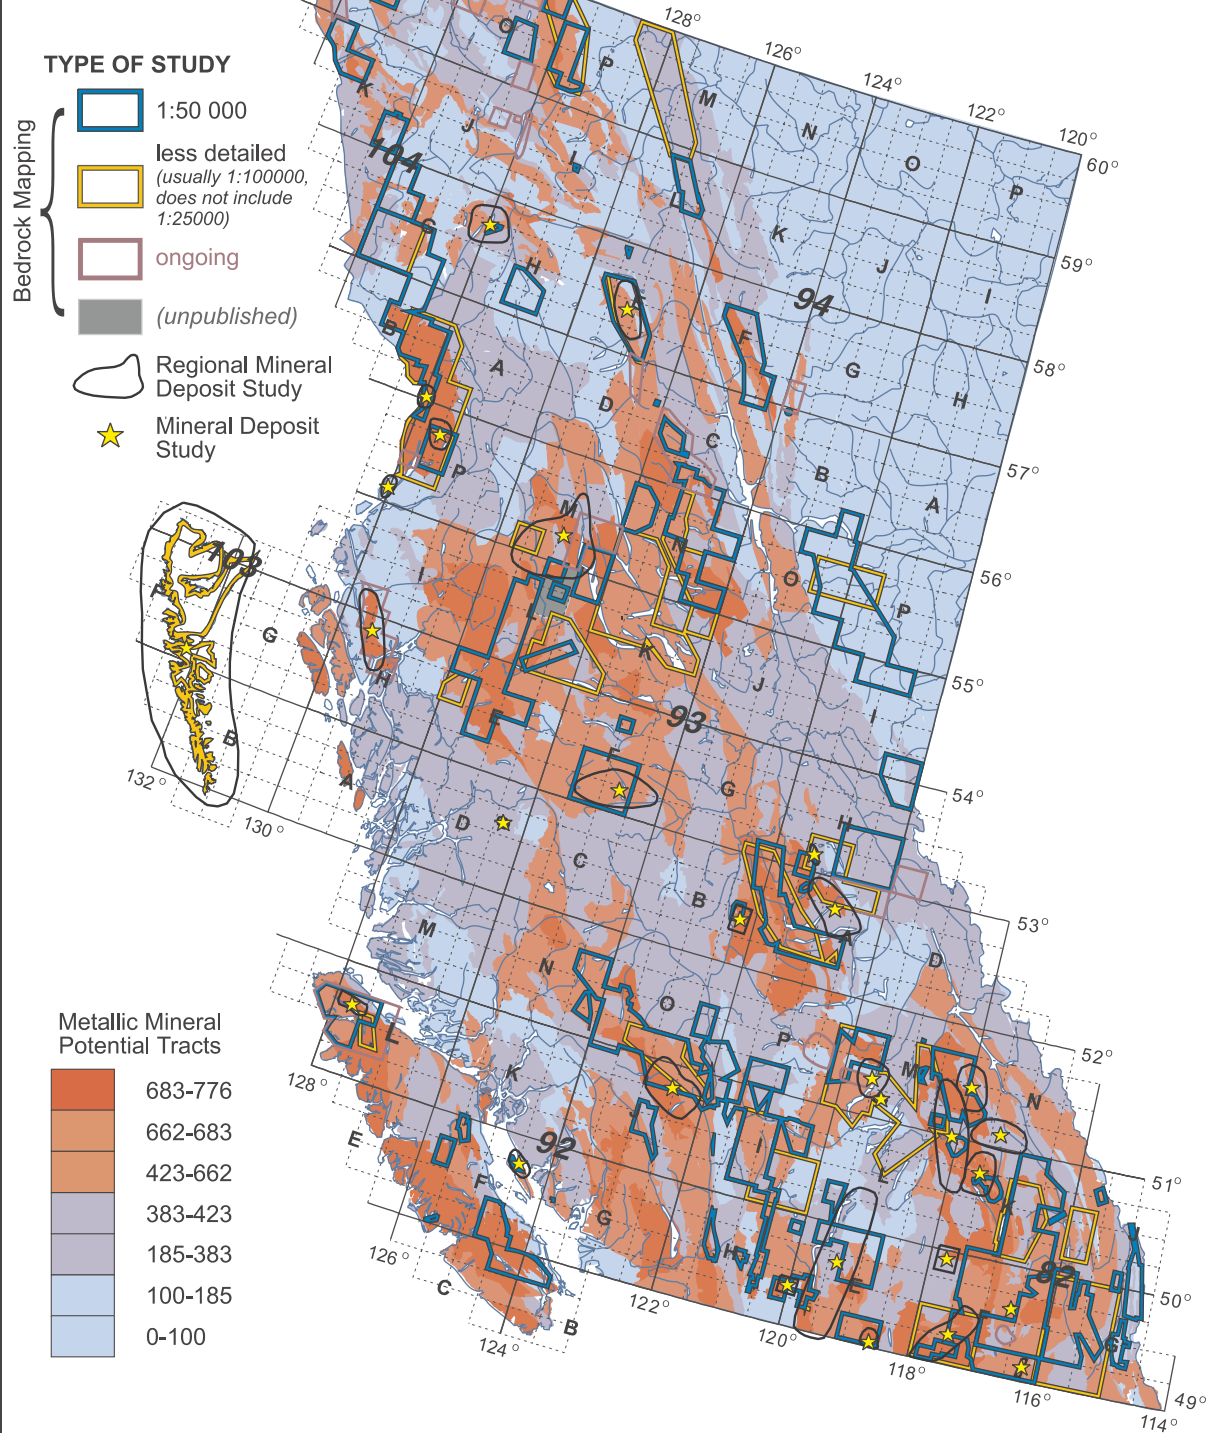 TYPE OF STUDY
Bedrock Mapping
1:50 000
less detailed
(usually 1:100000,
does not include
1:25000)
ongoing
(unpublished)
Regional Mineral
Deposit Study
Mineral Deposit
Study
128°
126°
124°
122°
120°
60°
59°
58°
57°
56°
55°
54°
53°
52°
51°
50°
49°
O
P
M
N
O
P
K
J
L
L
K
J
I
104
G
H
E
F
94
G
H
B
A
D
C
B
A
P
M
N
O
P
103
F
I
L
K
J
I
G
H
E
93
B
A
F
G
H
132°
130°
D
C
B
A
M
N
O
P
D
M
N
L
K
92
I
L
K
J
128°
E
F
G
H
E
82
G
126°
C
B
124°
122°
120°
118°
116°
114°
Metallic Mineral
Potential Tracts
683-776
662-683
423-662
383-423
185-383
100-185
0-100